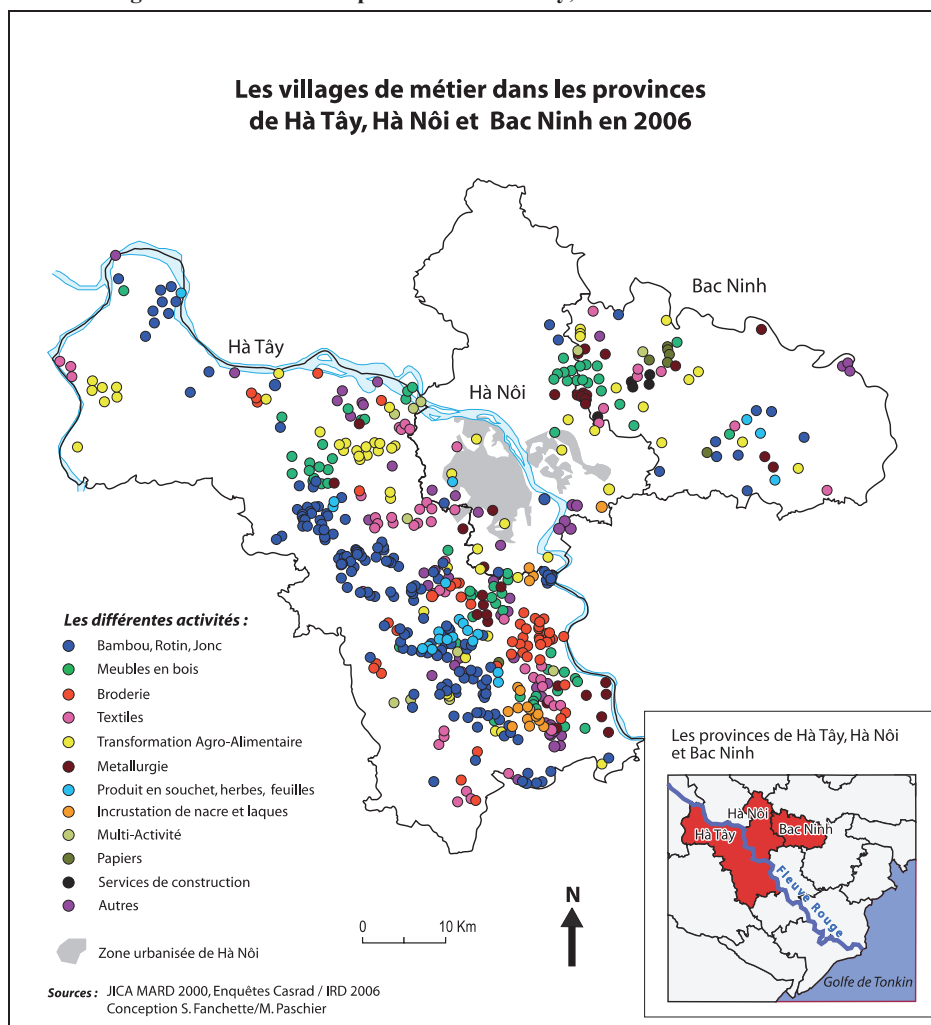 Les villages de métier dans les provinces
de Hà Tây, Hà Nôi et Bac Ninh en 2006
Bac Ninh
Hà Tây
Hà Nôi
Les différentes activités :
Bambou, Rotin, Jonc
Meubles en bois
Broderie
Textiles
Transformation Agro-Alimentaire
Metallurgie
Produit en souchet, herbes, feuilles
Incrustation de nacre et laques
Multi-Activité
Papiers
Services de construction
Autres
Zone urbanisée de Hà Nôi
0 10 Km
N
Sources : JICA MARD 2000, Enquêtes Casrad / IRD 2006
Conception S. Fanchette/M. Paschier
Les provinces de Hà Tây, Hà Nôi
et Bac Ninh
Hà Nôi
Hà Tây
Bac Ninh
Fleuve Rouge
Golfe de Tonkin